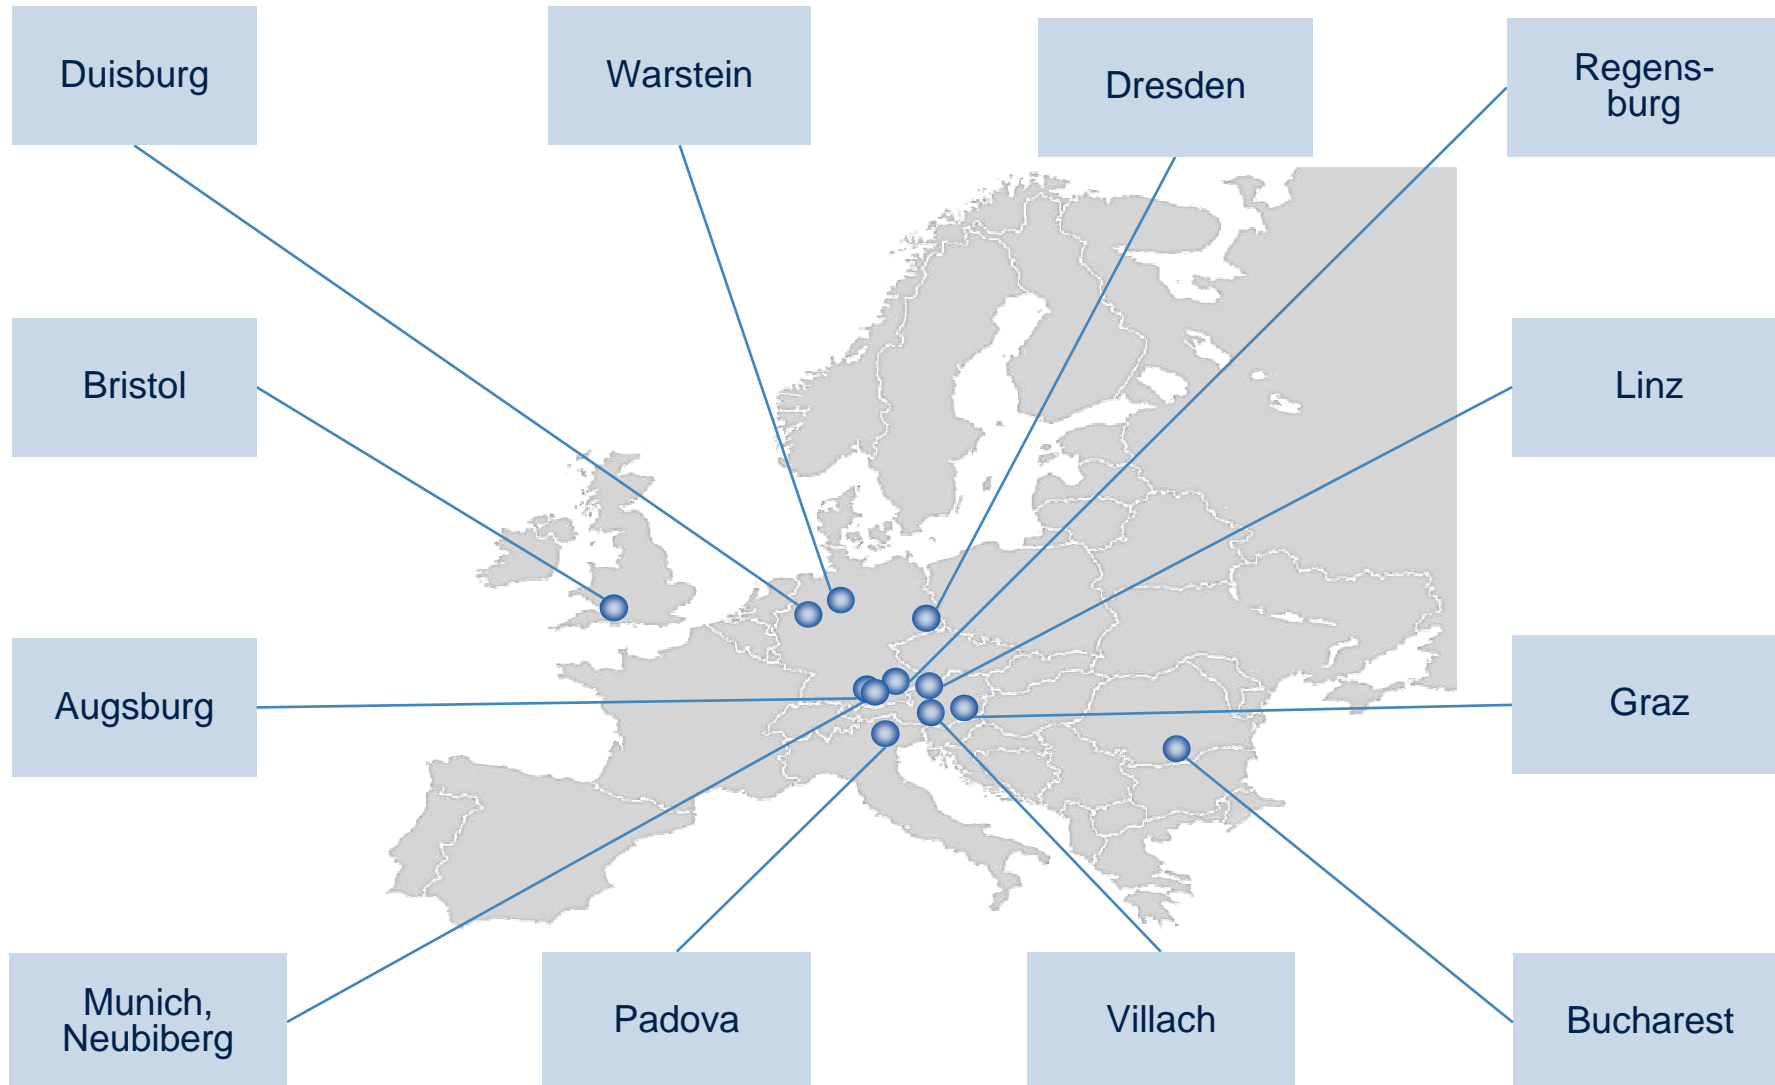 Duisburg
Warstein
Dresden
Regens-
burg
Bristol
Linz
Augsburg
Graz
Munich,
Neubiberg
Padova
Villach
Bucharest